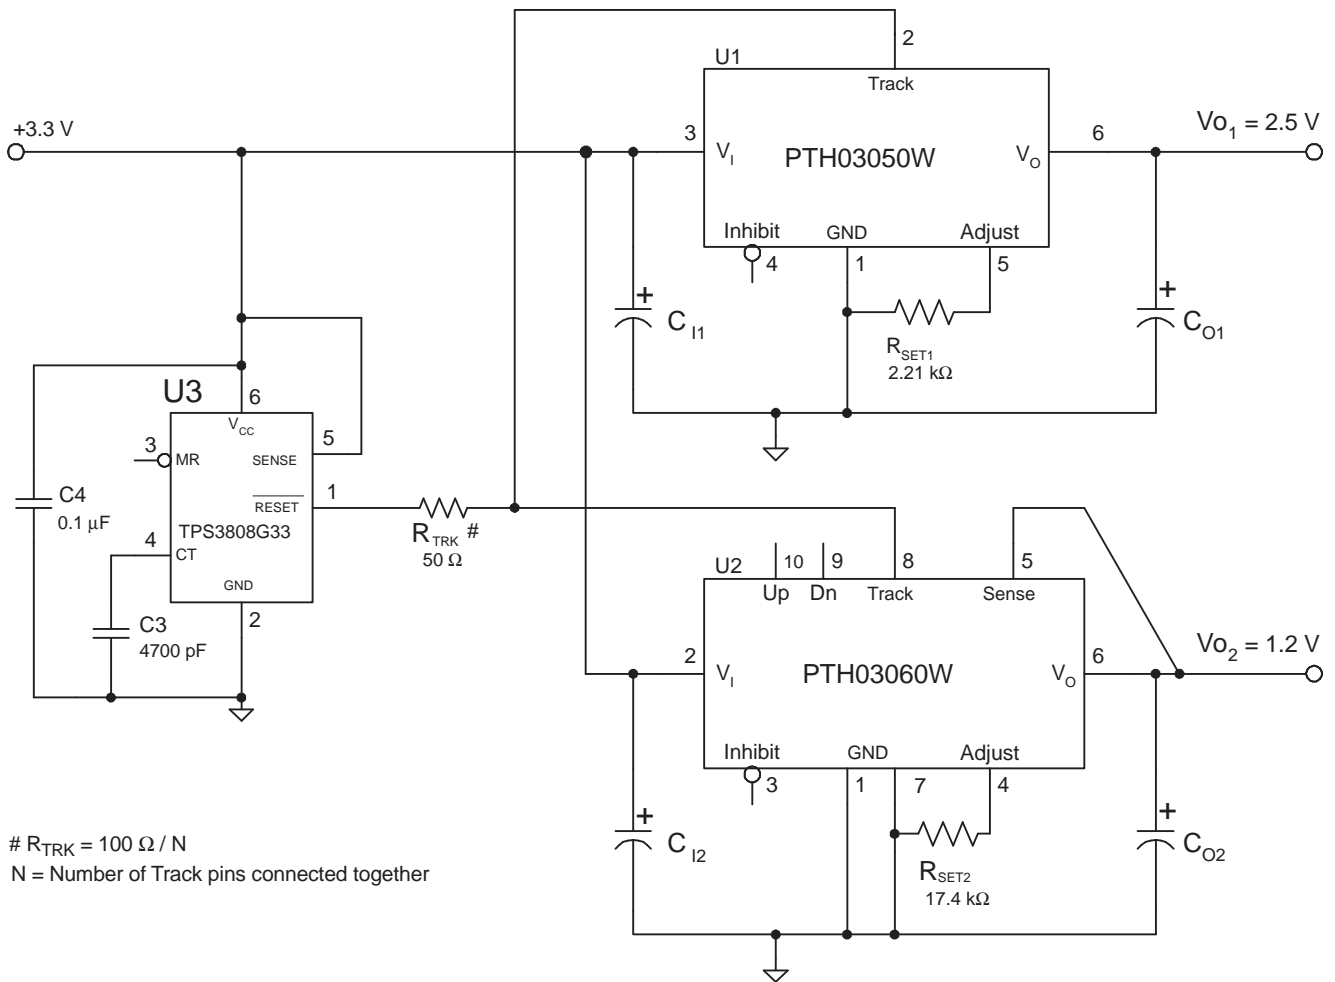 2
U1
Track
+3.3 V
3
6
Vo1 = 2.5 V
VI
PTH03050W
VO
Inhibit
GND
Adjust
4
1
5
+
CI1
RSET1
2.21 kΩ
+
CO1
U3
6
VCC
5
3
MR
SENSE
1
RESET
C4
0.1 μF
TPS3808G33
4
CT
RTRK #
50 Ω
GND
2
C3
4700 pF
U2
10
9
8
5
Up
Dn
Track
Sense
2
6
Vo2 = 1.2 V
VI
PTH03060W
VO
Inhibit
GND
Adjust
3
1
7
4
+
CI2
RSET2
17.4 kΩ
+
CO2
# RTRK = 100 Ω / N
N = Number of Track pins connected together